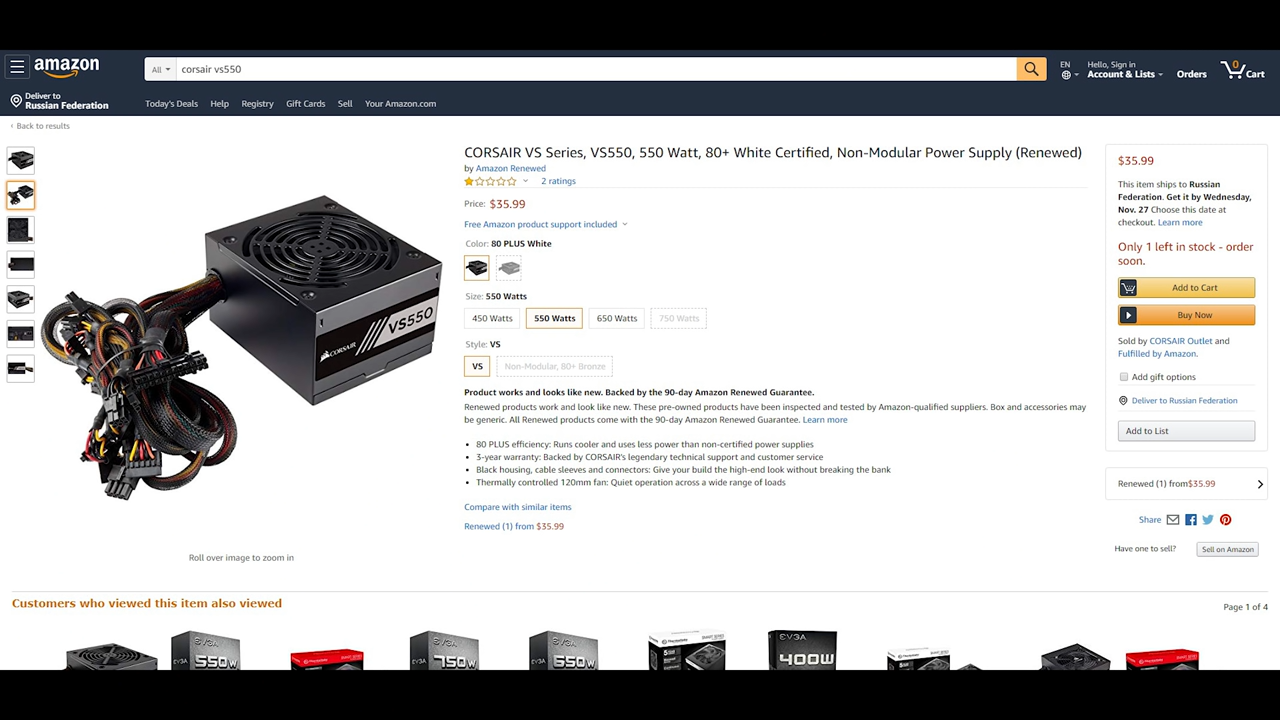 amazon
All
corsair vs550
EN
Hello, Sign in
Account & Lists
Orders
0
Cart
Deliver to
Russian Federation
Today's Deals
Help
Registry
Gift Cards
Sell
Your Amazon.com
‹ Back to results
CORSAIR VS Series, VS550, 550 Watt, 80+ White Certified, Non-Modular Power Supply (Renewed)
by Amazon Renewed
2 ratings
Price: $35.99
Free Amazon product support included
Color: 80 PLUS White
Size: 550 Watts
450 Watts
550 Watts
650 Watts
750 Watts
Style: VS
VS
Non-Modular, 80+ Bronze
Product works and looks like new. Backed by the 90-day Amazon Renewed Guarantee.
Renewed products work and look like new. These pre-owned products have been inspected and tested by Amazon-qualified suppliers. Box and accessories may
be generic. All Renewed products come with the 90-day Amazon Renewed Guarantee. Learn more
• 80 PLUS efficiency: Runs cooler and uses less power than non-certified power supplies
• 3-year warranty: Backed by CORSAIR's legendary technical support and customer service
• Black housing, cable sleeves and connectors: Give your build the high-end look without breaking the bank
• Thermally controlled 120mm fan: Quiet operation across a wide range of loads
Compare with similar items
Renewed (1) from $35.99
CORSAIR
VS550
Roll over image to zoom in
$35.99
This item ships to Russian
Federation. Get it by Wednesday,
Nov. 27 Choose this date at
checkout. Learn more
Only 1 left in stock - order
soon.
Add to Cart
Buy Now
Sold by CORSAIR Outlet and
Fulfilled by Amazon.
Add gift options
Deliver to Russian Federation
Add to List
Renewed (1) from$35.99
Share
Have one to sell?
Sell on Amazon
Customers who viewed this item also viewed
Page 1 of 4
EVGA
550W
EVGA
750W
EVGA
650W
Thermaltake
SMART SERIES
EVGA
400W